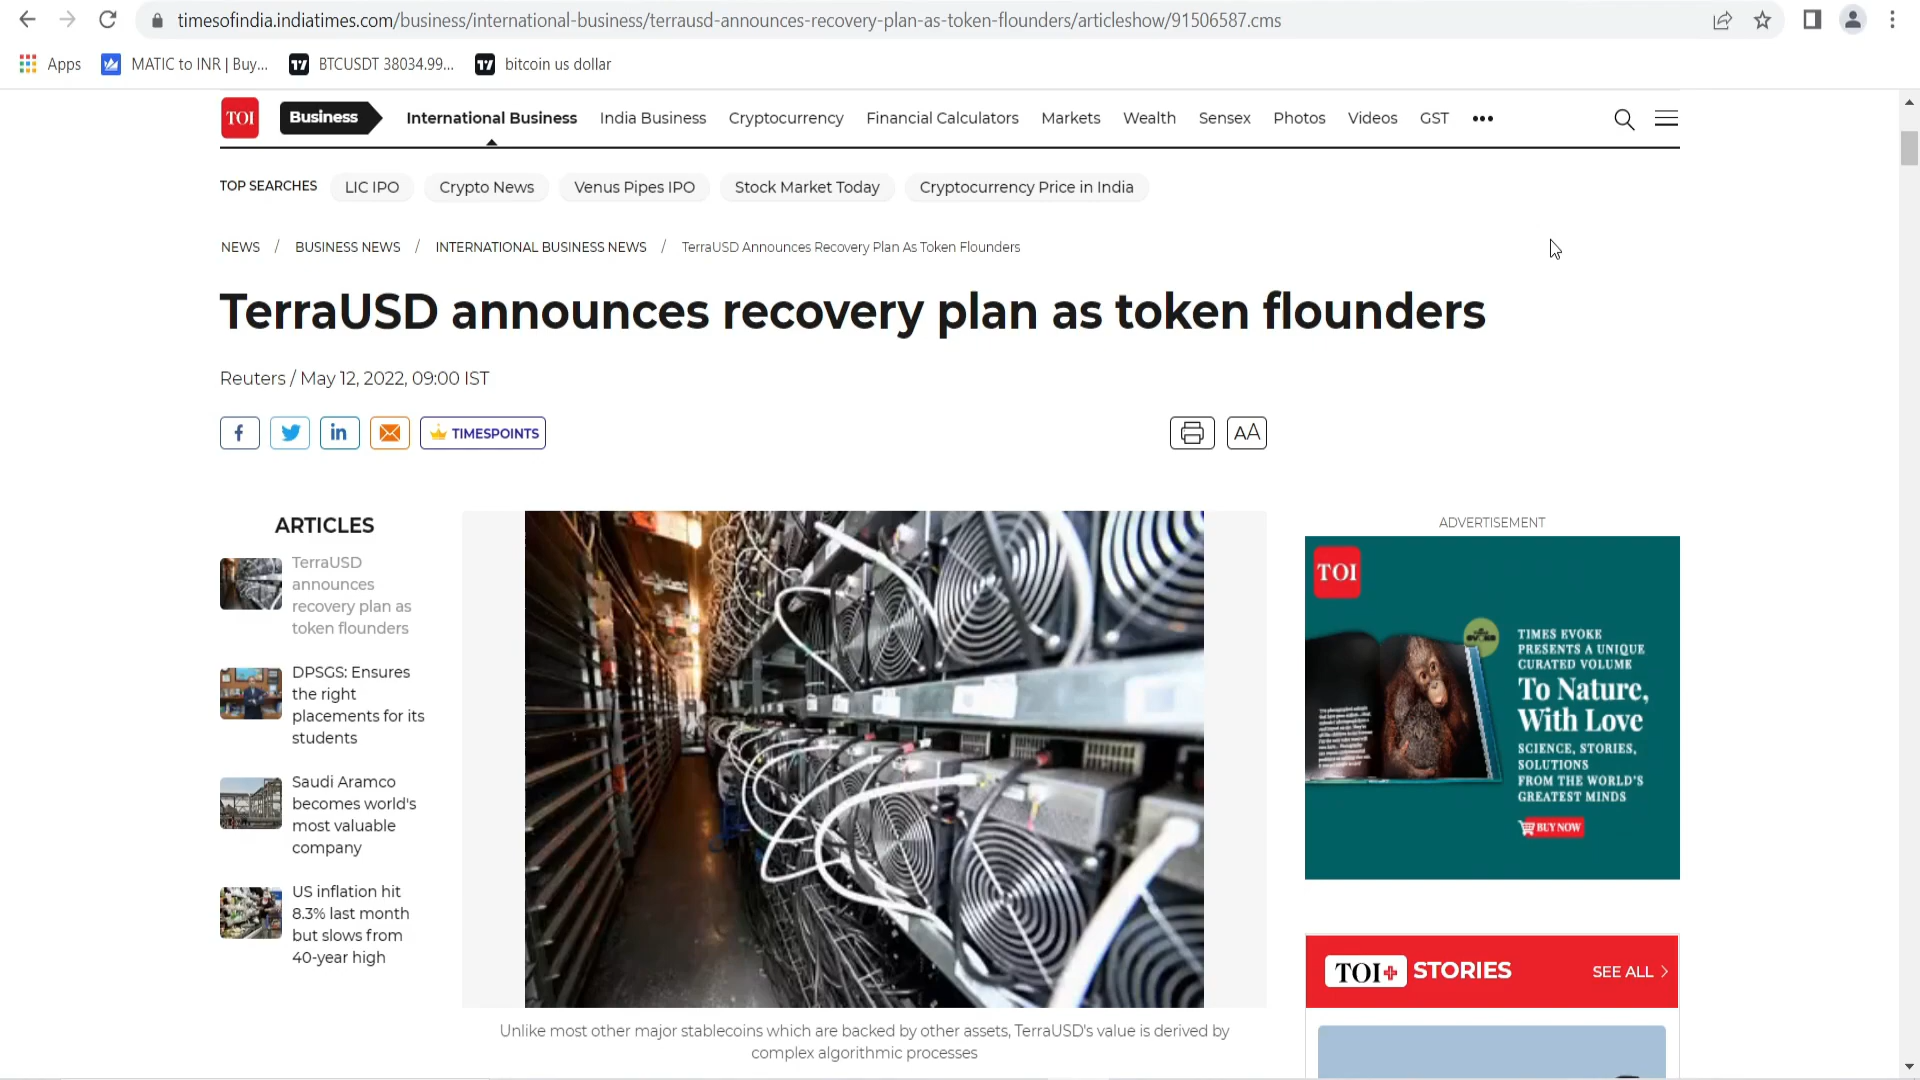 timesofindia.indiatimes.com/business/international-business/terrausd-announces-recovery-plan-as-token-flounders/articleshow/91506587.cms
Apps MATIC to INR | Buy... BTCUSDT 38034.99... bitcoin us dollar
TOI Business International Business India Business Cryptocurrency Financial Calculators Markets Wealth Sensex Photos Videos GST
TOP SEARCHES LIC IPO Crypto News Venus Pipes IPO Stock Market Today Cryptocurrency Price in India
NEWS / BUSINESS NEWS / INTERNATIONAL BUSINESS NEWS / TerraUSD Announces Recovery Plan As Token Flounders
TerraUSD announces recovery plan as token flounders
Reuters / May 12, 2022, 09:00 IST
TIMESPOINTS
AA
ARTICLES
TerraUSD
announces
recovery plan as
token flounders
DPSGS: Ensures
the right
placements for its
students
Saudi Aramco
becomes world's
most valuable
company
US inflation hit
8.3% last month
but slows from
40-year high
Unlike most other major stablecoins which are backed by other assets, TerraUSD's value is derived by
complex algorithmic processes
ADVERTISEMENT
TOI
TIMES EVOKE
PRESENTS A UNIQUE
CURATED VOLUME
To Nature,
With Love
SCIENCE, STORIES,
SOLUTIONS
FROM THE WORLD'S
GREATEST MINDS
BUY NOW
TOI+ STORIES SEE ALL